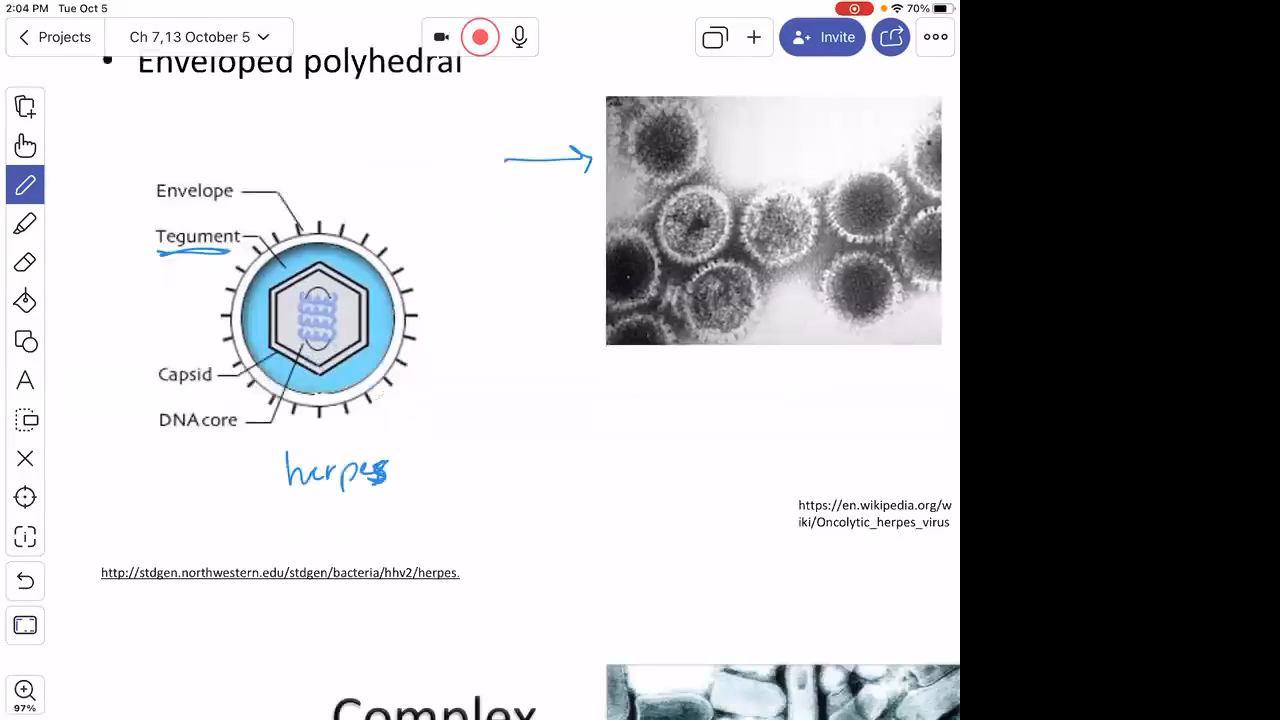 2:04 PM Tue Oct 5
70%
Projects
Ch 7,13 October 5
Invite
• Enveloped polyhedral
Envelope
Tegument
Capsid
DNA core
herpes
https://en.wikipedia.org/w
iki/Oncolytic_herpes_virus
http://stdgen.northwestern.edu/stdgen/bacteria/hhv2/herpes.
97%
Complex